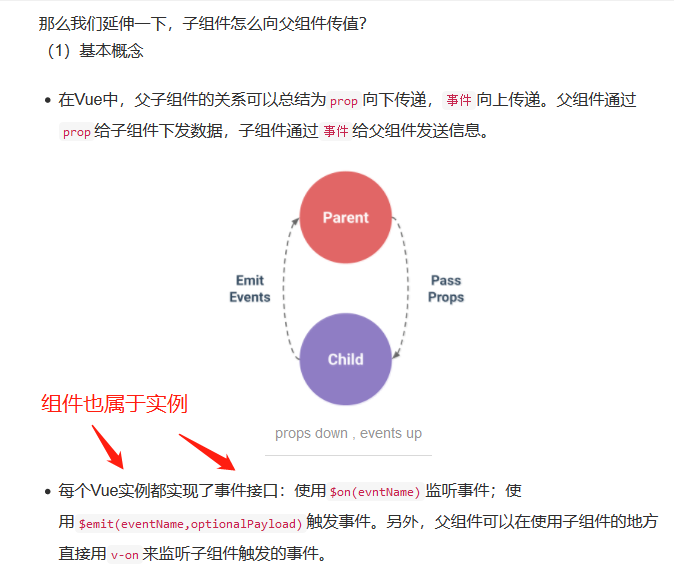 那么我们延伸一下，子组件怎么向父组件传值？
（1）基本概念
在Vue中，父子组件的关系可以总结为 prop 向下传递， 事件 向上传递。父组件通过
prop 给子组件下发数据，子组件通过 事件 给父组件发送信息。
Parent
Emit
Events
Pass
Props
Child
组件也属于实例
props down , events up
每个Vue实例都实现了事件接口：使用 $on(evntName) 监听事件；使
用 $emit(eventName,optionalPayload) 触发事件。另外，父组件可以在使用子组件的地方
直接用 v-on 来监听子组件触发的事件。